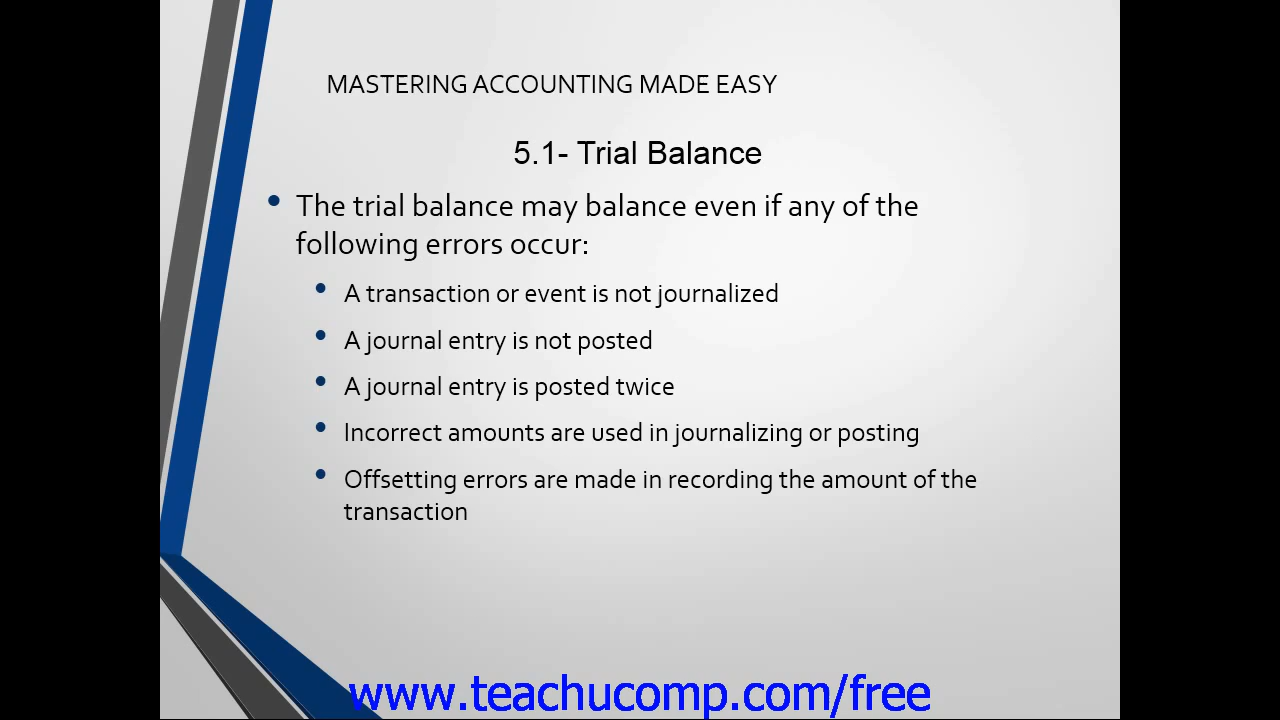 MASTERING ACCOUNTING MADE EASY
5.1- Trial Balance
• The trial balance may balance even if any of the
following errors occur:
• A transaction or event is not journalized
• A journal entry is not posted
• A journal entry is posted twice
• Incorrect amounts are used in journalizing or posting
• Offsetting errors are made in recording the amount of the
transaction
www.teachucomp.com/free